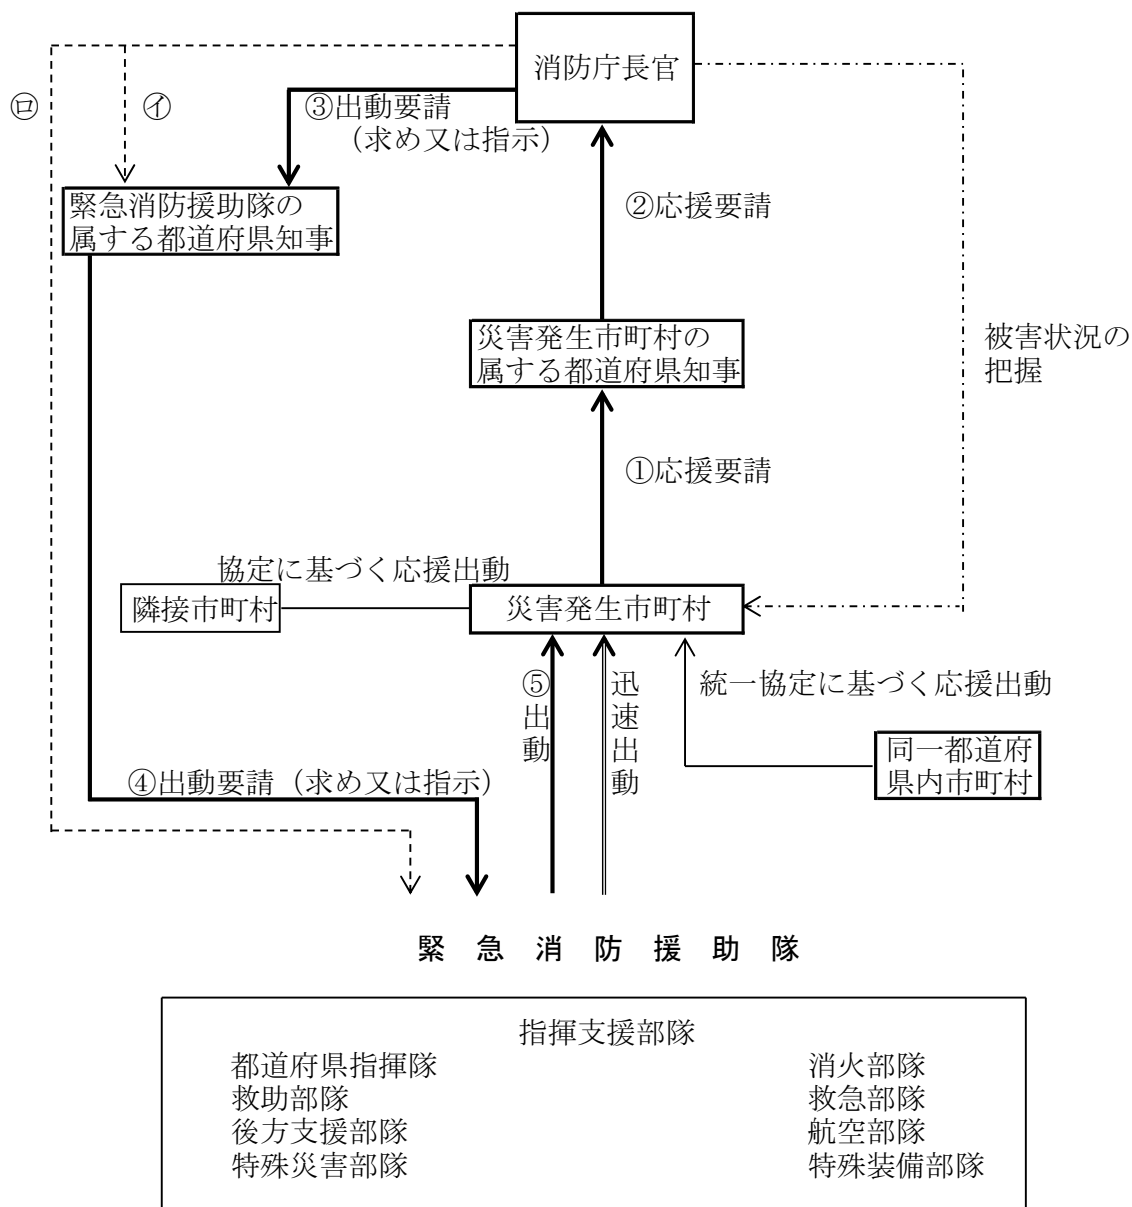 消防庁長官
㋺
㋑
③出動要請
（求め又は指示）
緊急消防援助隊の
属する都道府県知事
②応援要請
災害発生市町村の
属する都道府県知事
被害状況の
把握
①応援要請
協定に基づく応援出動
隣接市町村
災害発生市町村
⑤出動
迅速出動
統一協定に基づく応援出動
同一都道府
県内市町村
④出動要請（求め又は指示）
緊急消防援助隊
指揮支援部隊
都道府県指揮隊
消火部隊
救助部隊
救急部隊
後方支援部隊
航空部隊
特殊災害部隊
特殊装備部隊